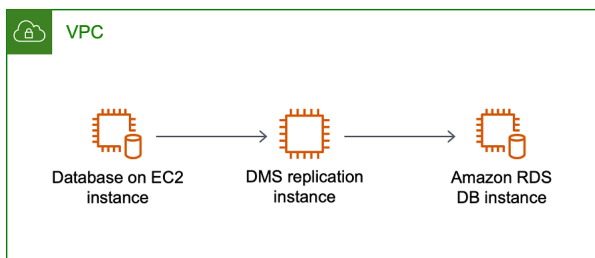 VPC
Database on EC2
instance
DMS replication
instance
Amazon RDS
DB instance